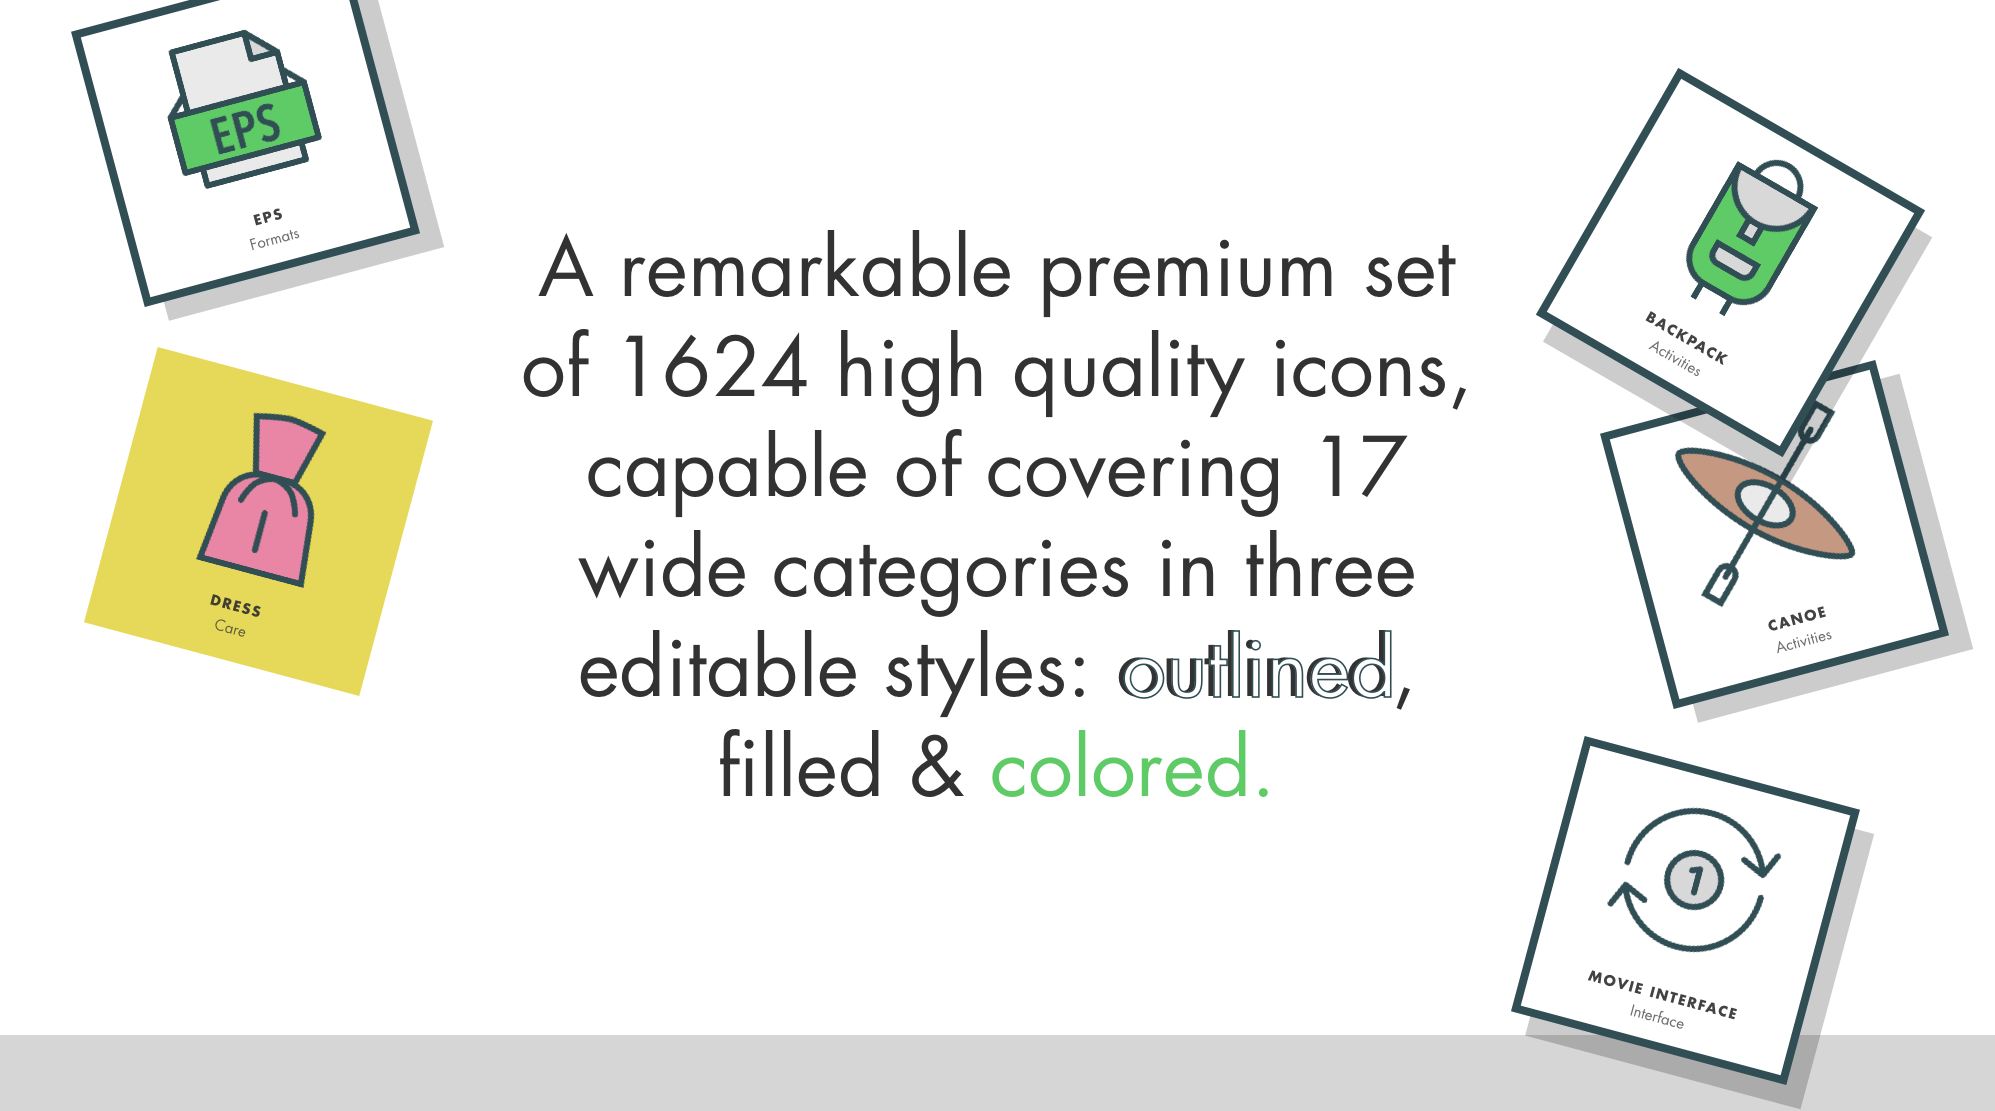 EPS
EPS
Formats
DRESS
Care
A remarkable premium set
of 1624 high quality icons,
capable of covering 17
wide categories in three
editable styles: outlined,
filled & colored.
BACKPACK
Activities
CANOE
Activities
1
MOVIE INTERFACE
Interface